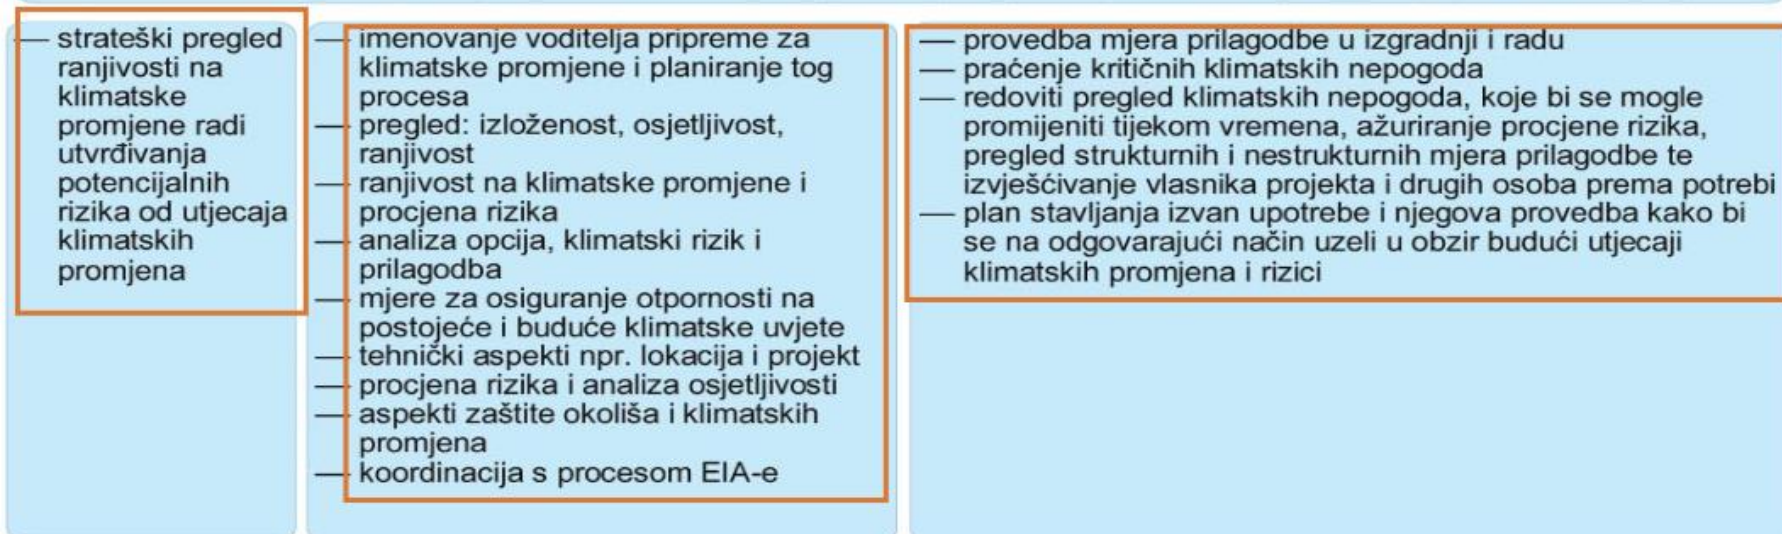 — strateški pregled
ranjivosti na
klimatske
promjene radi
utvrđivanja
potencijalnih
rizika od utjecaja
klimatskih
promjena
— imenovanje voditelja pripreme za
klimatske promjene i planiranje tog
procesa
— pregled: izloženost, osjetljivost,
ranjivost
— ranjivost na klimatske promjene i
procjena rizika
— analiza opcija, klimatski rizik i
prilagodba
— mjere za osiguranje otpornosti na
postojeće i buduće klimatske uvjete
— tehnički aspekti npr. lokacija i projekt
— procjena rizika i analiza osjetljivosti
— aspekti zaštite okoliša i klimatskih
promjena
— koordinacija s procesom EIA-e
— provedba mjera prilagodbe u izgradnji i radu
— praćenje kritičnih klimatskih nepogoda
— redoviti pregled klimatskih nepogoda, koje bi se mogle
promijeniti tijekom vremena, ažuriranje procjene rizika,
pregled strukturnih i nestrukturnih mjera prilagodbe te
izvješćivanje vlasnika projekta i drugih osoba prema potrebi
— plan stavljanja izvan upotrebe i njegova provedba kako bi
se na odgovarajući način uzeli u obzir budući utjecaji
klimatskih promjena i rizici